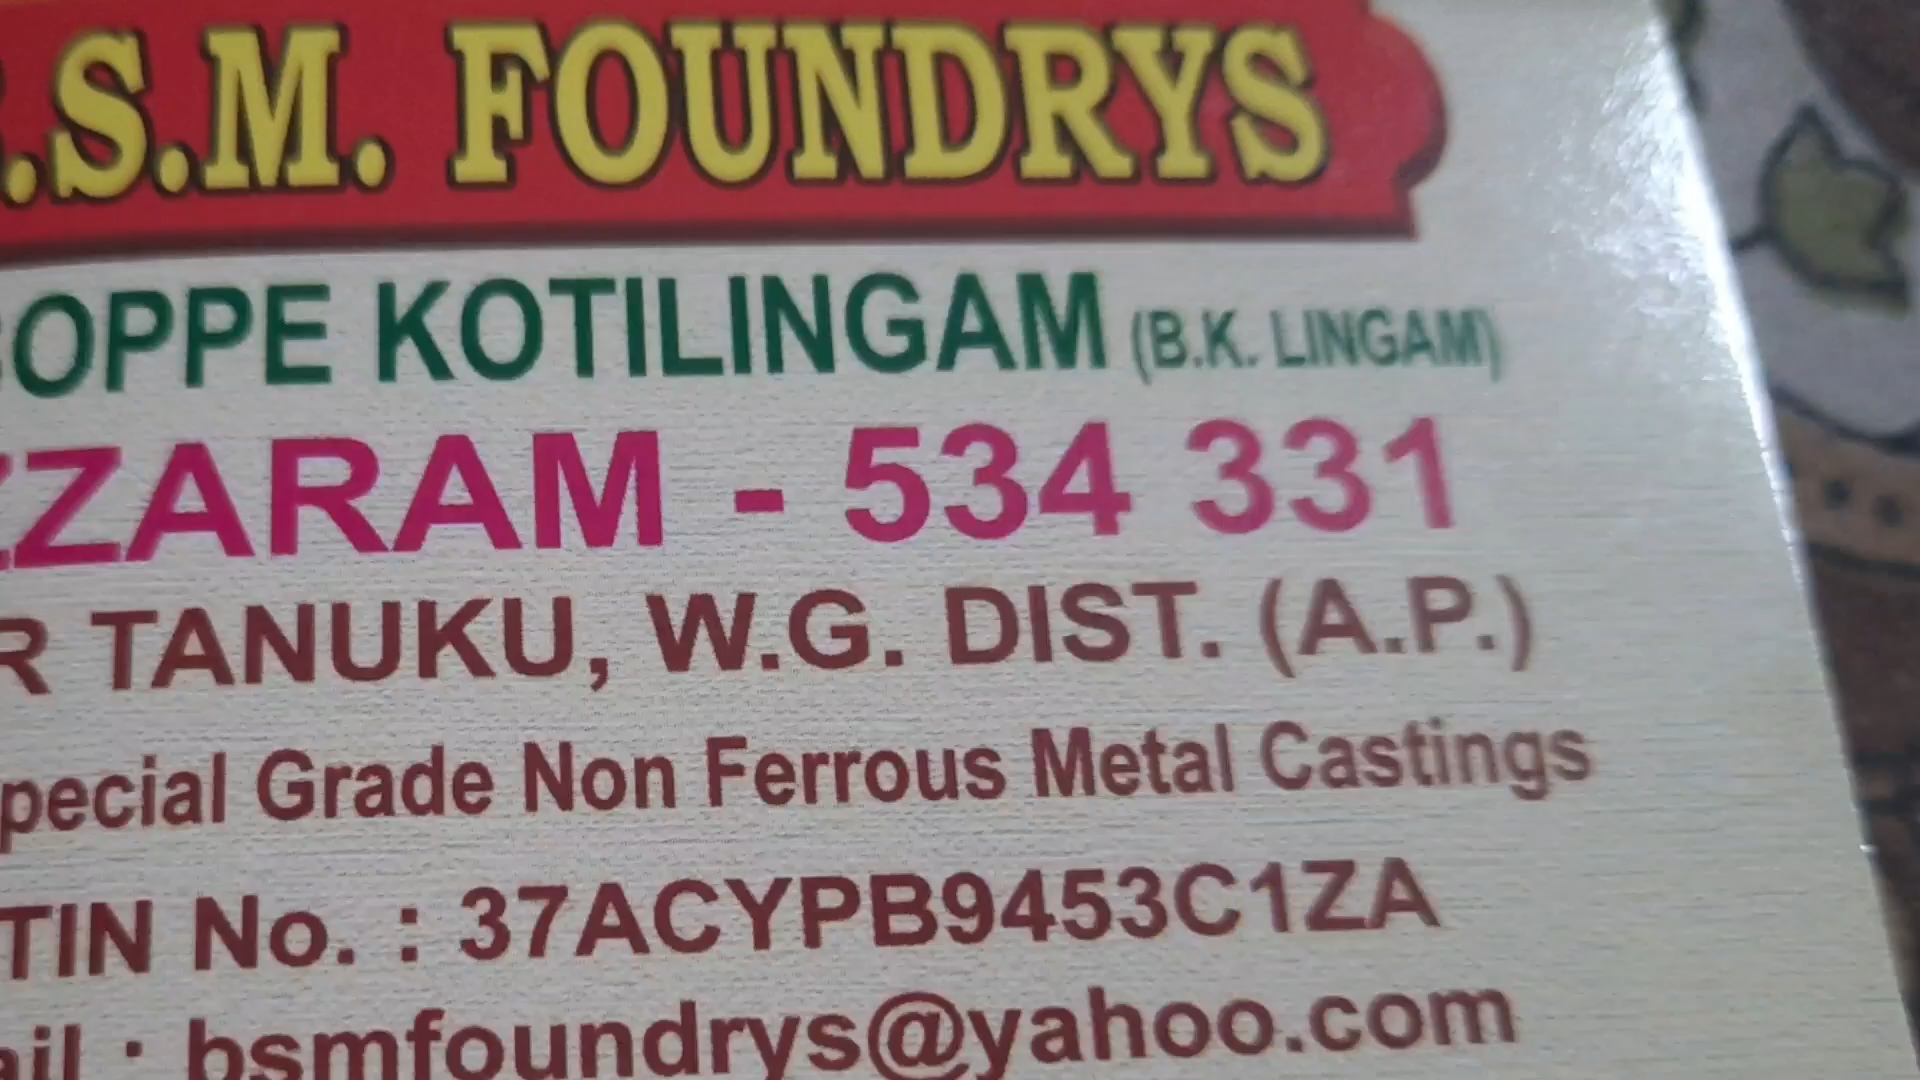 .S.M. FOUNDRYS
OPPE KOTILINGAM (B.K. LINGAM)
ZZARAM - 534 331
R TANUKU, W.G. DIST. (A.P.)
pecial Grade Non Ferrous Metal Castings
TIN No. : 37ACYPB9453C1ZA
ail : bsmfoundrys@yahoo.com